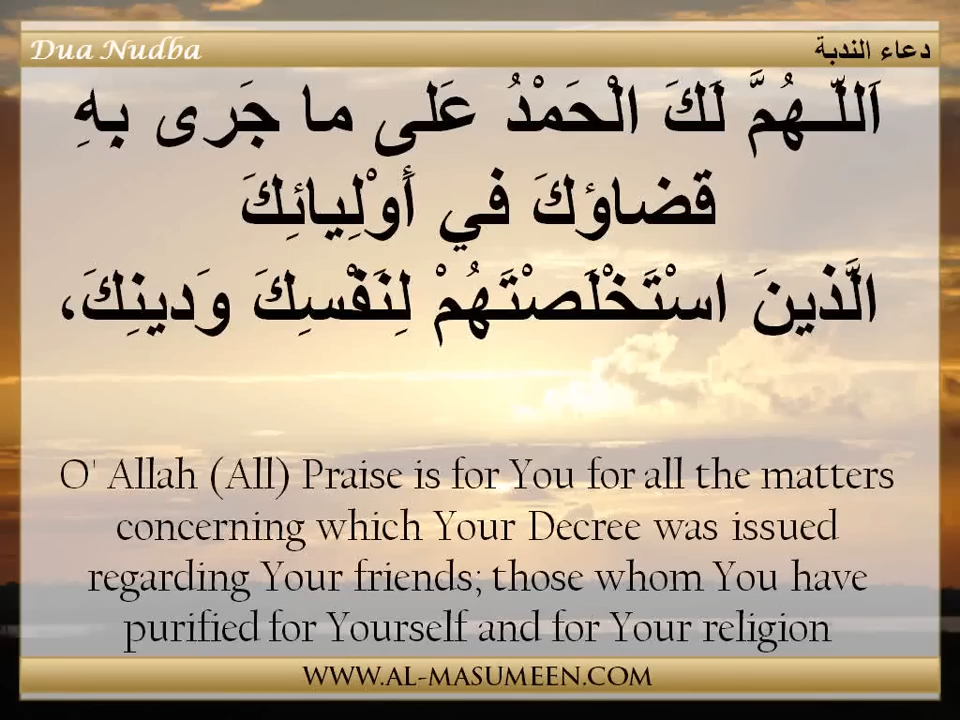 Dua Nudba
دعاء الندبة
اَللّـهُمَّ لَكَ الْحَمْدُ عَلى ما جَرى بِهِ
قَضاؤكَ في أَوْلِيائِكَ
الَّذينَ اسْتَخْلَصْتَهُمْ لِنَفْسِكَ وَدينِكَ،
O' Allah (All) Praise is for You for all the matters
concerning which Your Decree was issued
regarding Your friends; those whom You have
purified for Yourself and for Your religion
WWW.AL-MASUMEEN.COM